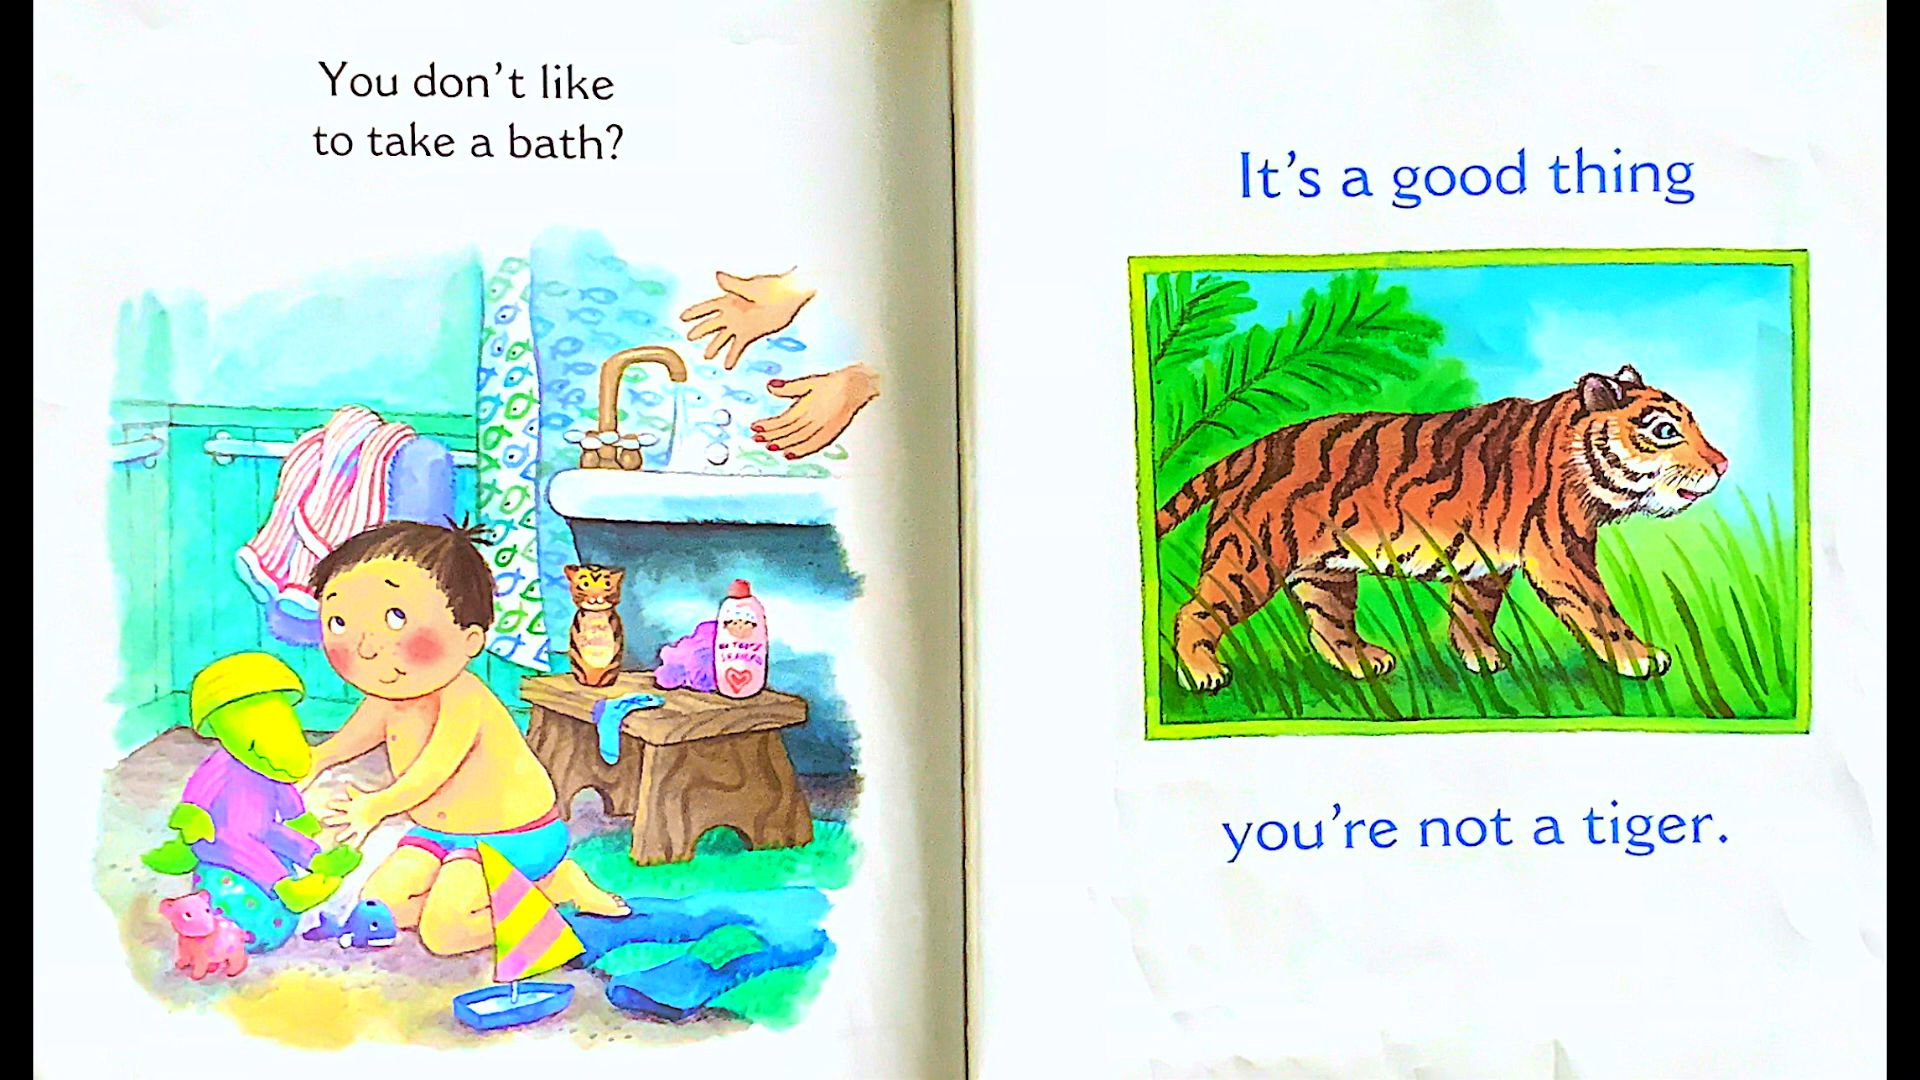 You don't like
to take a bath?
It's a good thing
you're not a tiger.